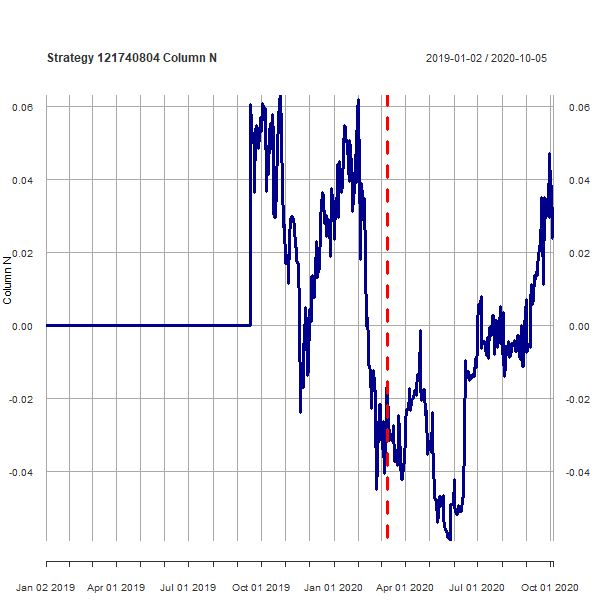 Strategy 121740804 Column N
2019-01-02 / 2020-10-05
0.06
0.06
0.04
0.04
0.02
0.02
0.00
0.00
-0.02
-0.02
-0.04
-0.04
Column N
Jan 02 2019
Apr 01 2019
Jul 01 2019
Oct 01 2019
Jan 01 2020
Apr 01 2020
Jul 01 2020
Oct 01 2020